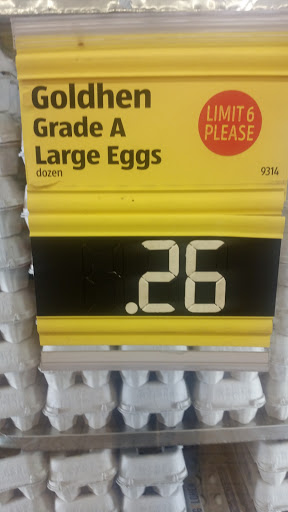 Goldhen
Grade A
Large Eggs
dozen
LIMIT 6
PLEASE
9314
.26